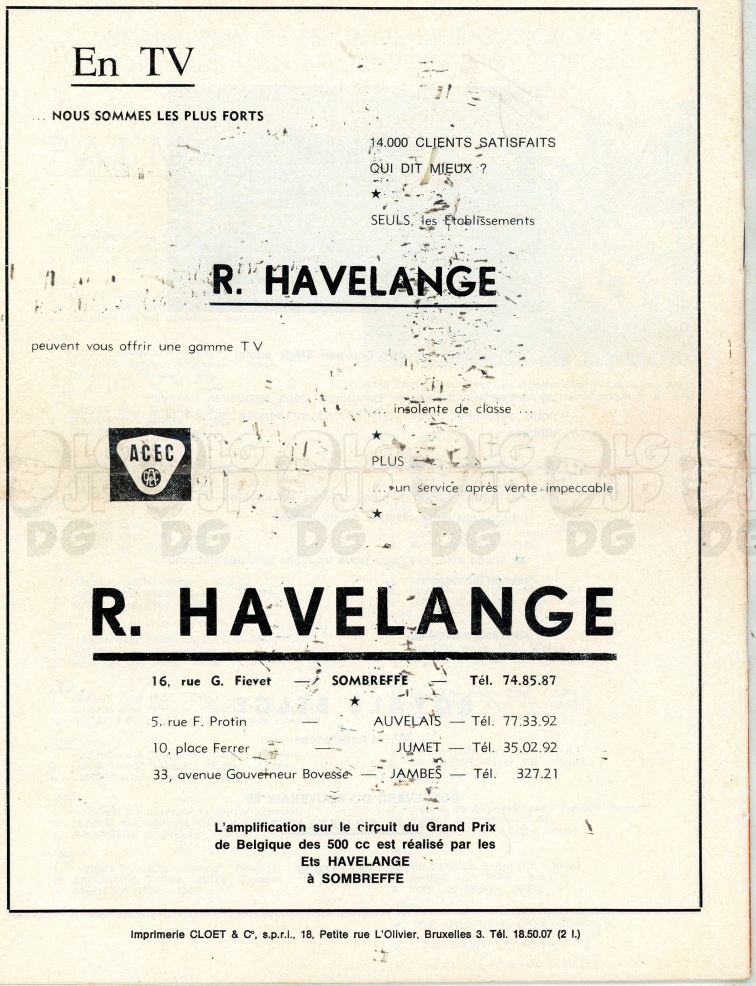 En TV
... NOUS SOMMES LES PLUS FORTS
14.000 CLIENTS SATISFAITS
QUI DIT MIEUX ?
★
SEULS, les Etablissements
R. HAVELANGE
peuvent vous offrir une gamme TV
... insolente de classe ...
★
ACEC
PLUS
... un service après vente impeccable
★
R. HAVELANGE
16, rue G. Fievet — SOMBREFFE — Tél. 74.85.87
★
5, rue F. Protin — AUVELAIS — Tél. 77.33.92
10, place Ferrer — JUMET — Tél. 35.02.92
33, avenue Gouverneur Bovesse — JAMBES — Tél. 327.21
L'amplification sur le circuit du Grand Prix
de Belgique des 500 cc est réalisé par les
Ets HAVELANGE
à SOMBREFFE
Imprimerie CLOET & C°, s.p.r.l., 18, Petite rue L'Olivier, Bruxelles 3. Tél. 18.50.07 (2 l.)